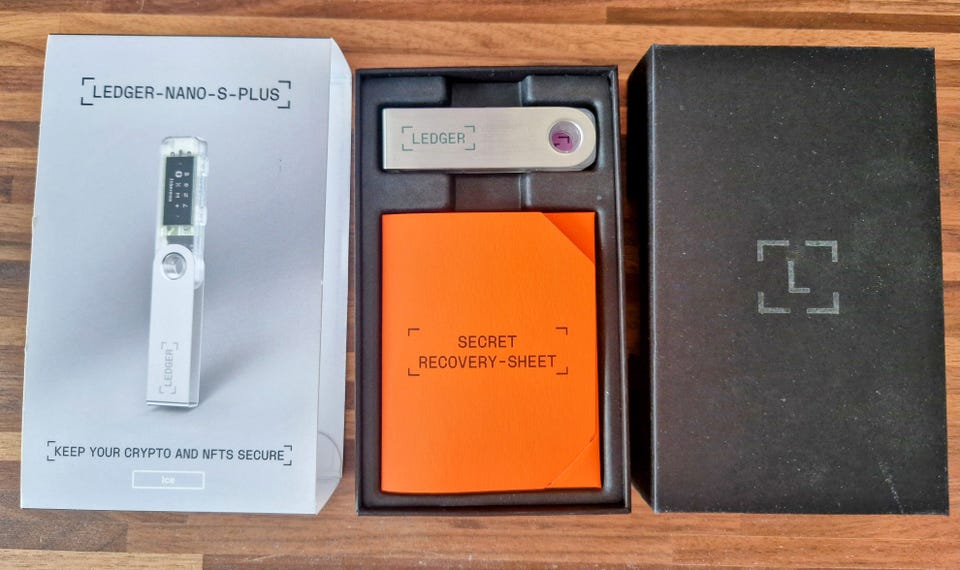 LEDGER-NANO-S-PLUS
LEDGER
KEEP YOUR CRYPTO AND NFTS SECURE
Ice
LEDGER
SECRET
RECOVERY-SHEET
L